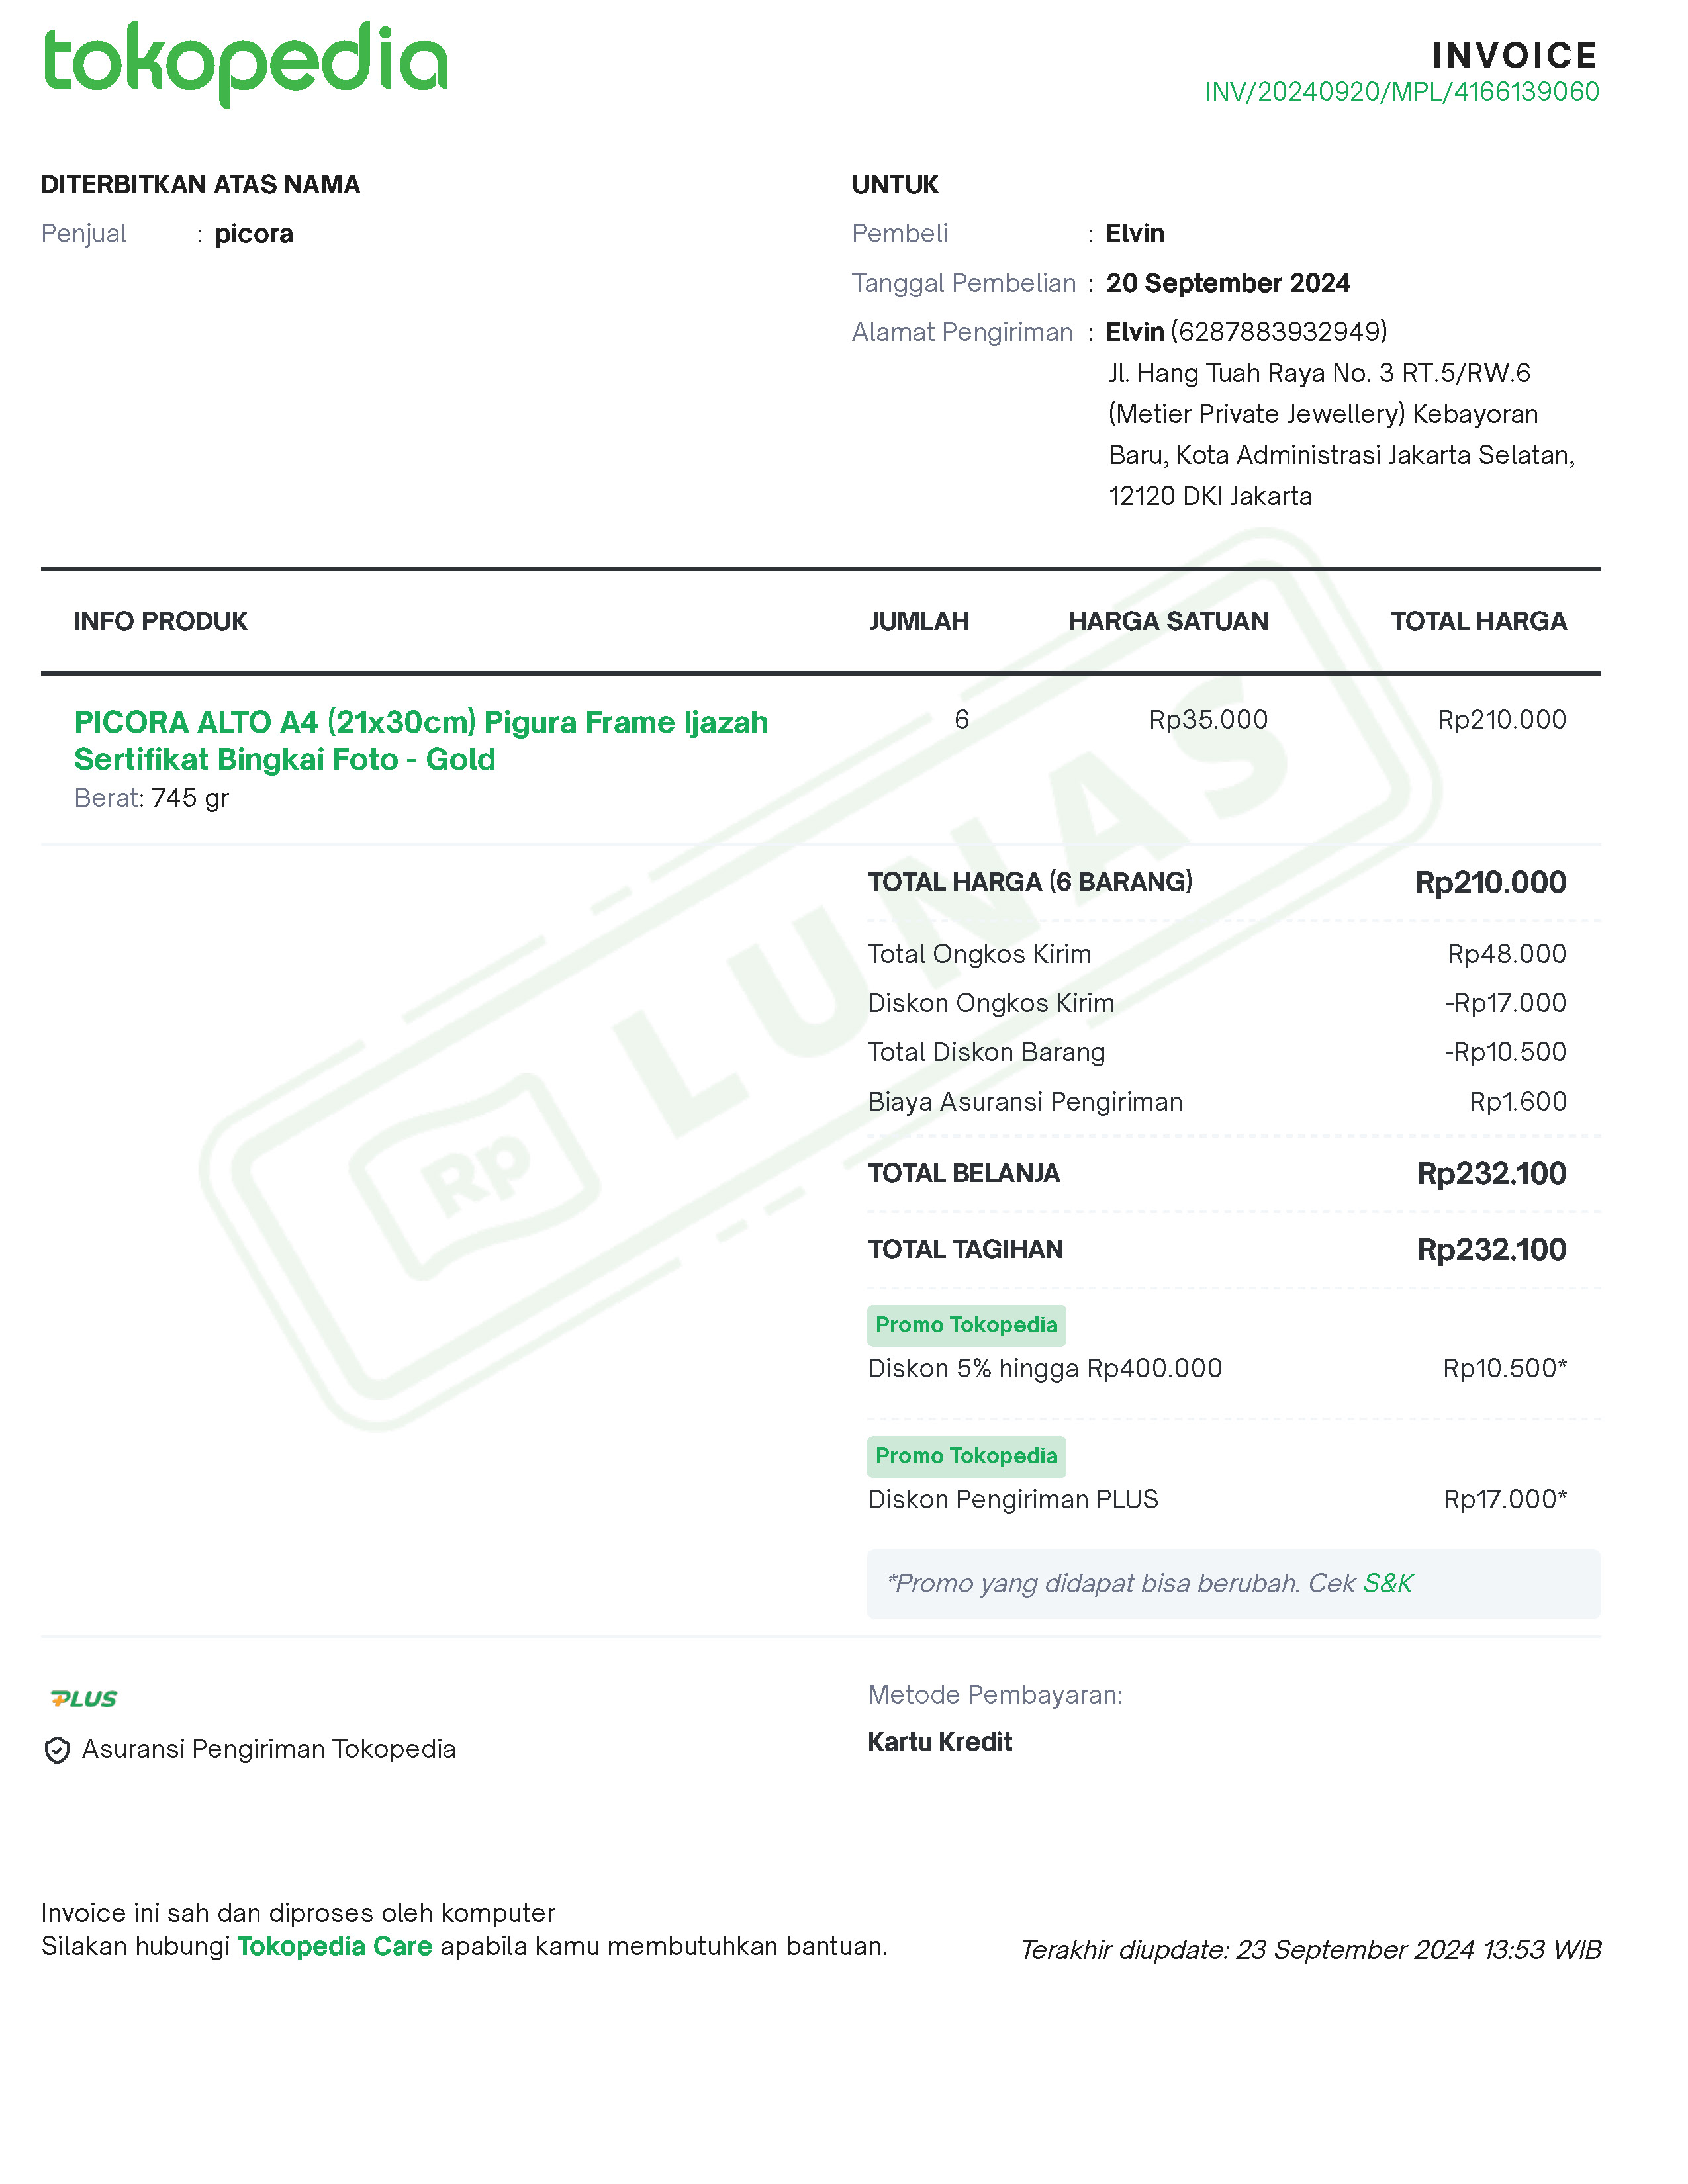 tokopedia
INVOICE
INV/20240920/MPL/4166139060
DITERBITKAN ATAS NAMA
Penjual : picora
UNTUK
Pembeli : Elvin
Tanggal Pembelian : 20 September 2024
Alamat Pengiriman : Elvin (6287883932949)
Jl. Hang Tuah Raya No. 3 RT.5/RW.6
(Metier Private Jewellery) Kebayoran
Baru, Kota Administrasi Jakarta Selatan,
12120 DKI Jakarta
INFO PRODUK JUMLAH HARGA SATUAN TOTAL HARGA
PICORA ALTO A4 (21x30cm) Pigura Frame Ijazah 6 Rp35.000 Rp210.000
Sertifikat Bingkai Foto - Gold
Berat: 745 gr
Rp LUNAS
TOTAL HARGA (6 BARANG) Rp210.000
Total Ongkos Kirim Rp48.000
Diskon Ongkos Kirim -Rp17.000
Total Diskon Barang -Rp10.500
Biaya Asuransi Pengiriman Rp1.600
TOTAL BELANJA Rp232.100
TOTAL TAGIHAN Rp232.100
Promo Tokopedia
Diskon 5% hingga Rp400.000 Rp10.500*
Promo Tokopedia
Diskon Pengiriman PLUS Rp17.000*
*Promo yang didapat bisa berubah. Cek S&K
PLUS
Asuransi Pengiriman Tokopedia
Metode Pembayaran:
Kartu Kredit
Invoice ini sah dan diproses oleh komputer
Silakan hubungi Tokopedia Care apabila kamu membutuhkan bantuan.
Terakhir diupdate: 23 September 2024 13:53 WIB